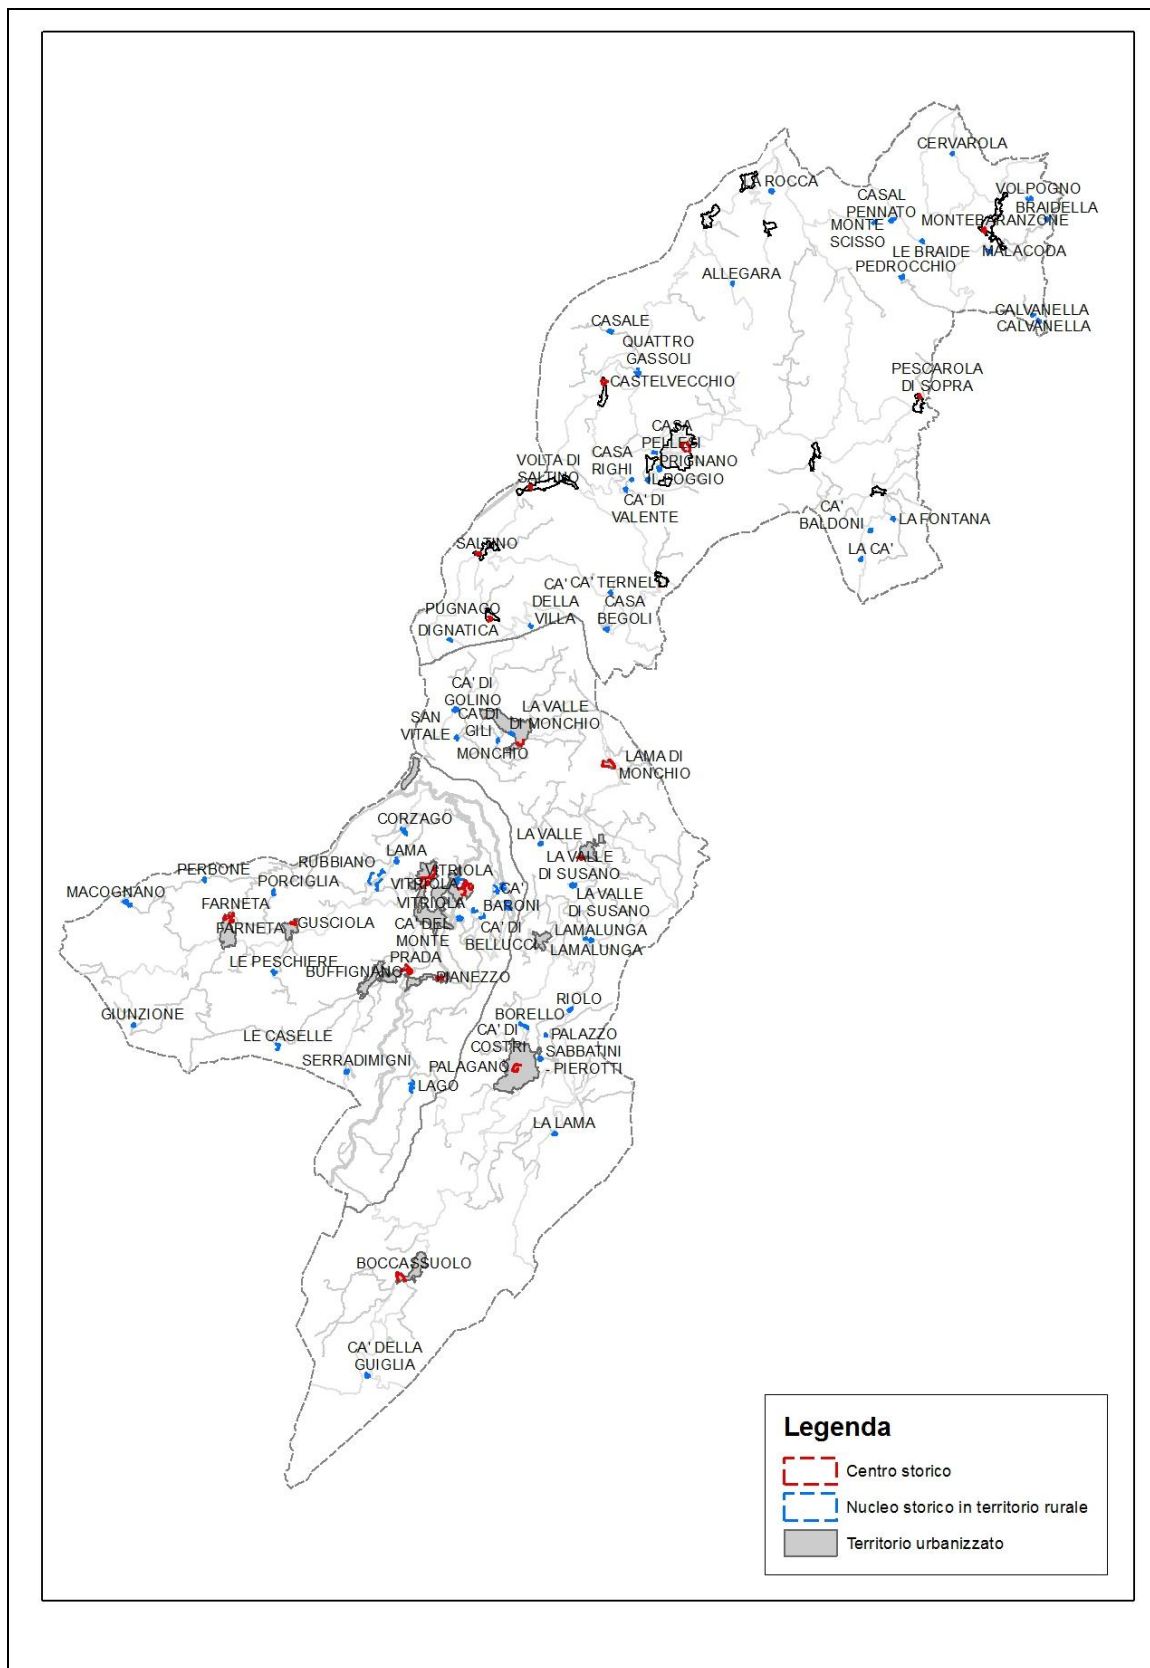 CERVAROLA
LA ROCCA
CASAL
PENNATO
VOLPOGNO
BRAIDELLA
MONTE
SCISSO
MONTEBARANZONE
LE BRAIDE
MALACODA
PEDROCCHIO
ALLEGARA
CALVANELLA
CALVANELLA
CASALE
QUATTRO
GASSOLI
CASTELVECCHIO
PESCAROLA
DI SOPRA
CASA
PELLESI
CASA
RIGHI
PRIGNANO
IL POGGIO
VOLTA DI
SALTINO
CA' DI
VALENTE
CA'
BALDONI
LA FONTANA
LA CA'
SALTINO
CA'
DELLA
VILLA
CA' TERNELI
CASA
BEGOLI
PUGNAGO
DIGNATICA
CA' DI
GOLINO
SAN
VITALE
CA' DI
GILI
LA VALLE
DI MONCHIO
MONCHIO
LAMA DI
MONCHIO
CORZAGO
LAMA
LA VALLE
LA VALLE
DI SUSANO
RUBBIANO
PERBONE
PORCIGLIA
MACOGNANO
VITRIOLA
VITRIOLA
VITRIOLA
CA'
BARONI
LA VALLE
DI SUSANO
FARNETA
FARNETA
GUSCIOLA
CA' DEL
MONTE
CA' DI
BELLUCCI
LAMALUNGA
LAMALUNGA
PRADA
LE PESCHIERE
BUFFIGNANO
PIANEZZO
GIUNZIONE
RIOLO
BORELLO
CA' DI
COSTRI
PALAZZO
SABBATINI
- PIEROTTI
LE CASELLE
SERRADIMIGNI
PALAGANO
LAGO
LA LAMA
BOCCASSUOLO
CA' DELLA
GUIGLIA
Legenda
Centro storico
Nucleo storico in territorio rurale
Territorio urbanizzato